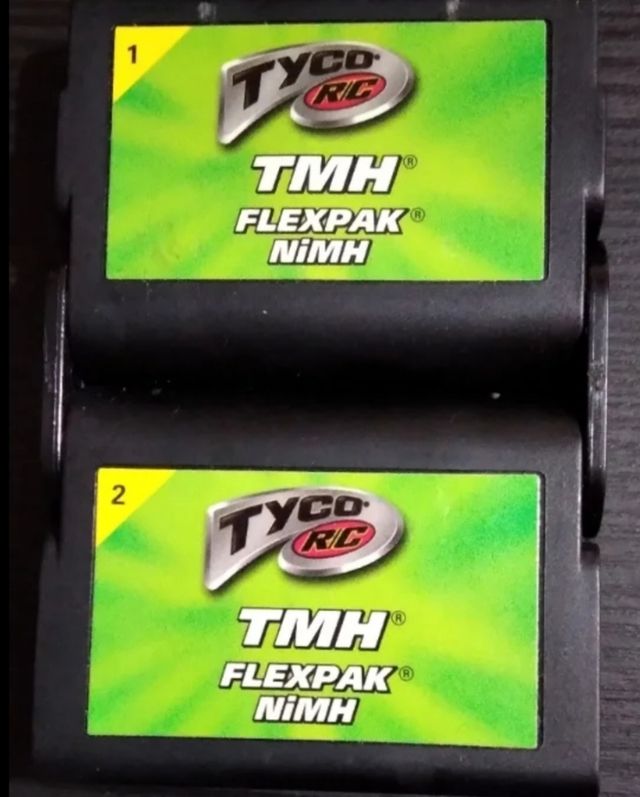 1
TYCO
R/C
TMH®
FLEXPAK®
NiMH
2
TYCO
R/C
TMH®
FLEXPAK®
NiMH